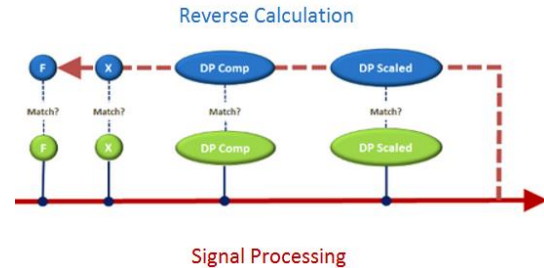 Reverse Calculation
F X DP Comp DP Scaled
Match? Match? Match? Match?
F X DP Comp DP Scaled
Signal Processing